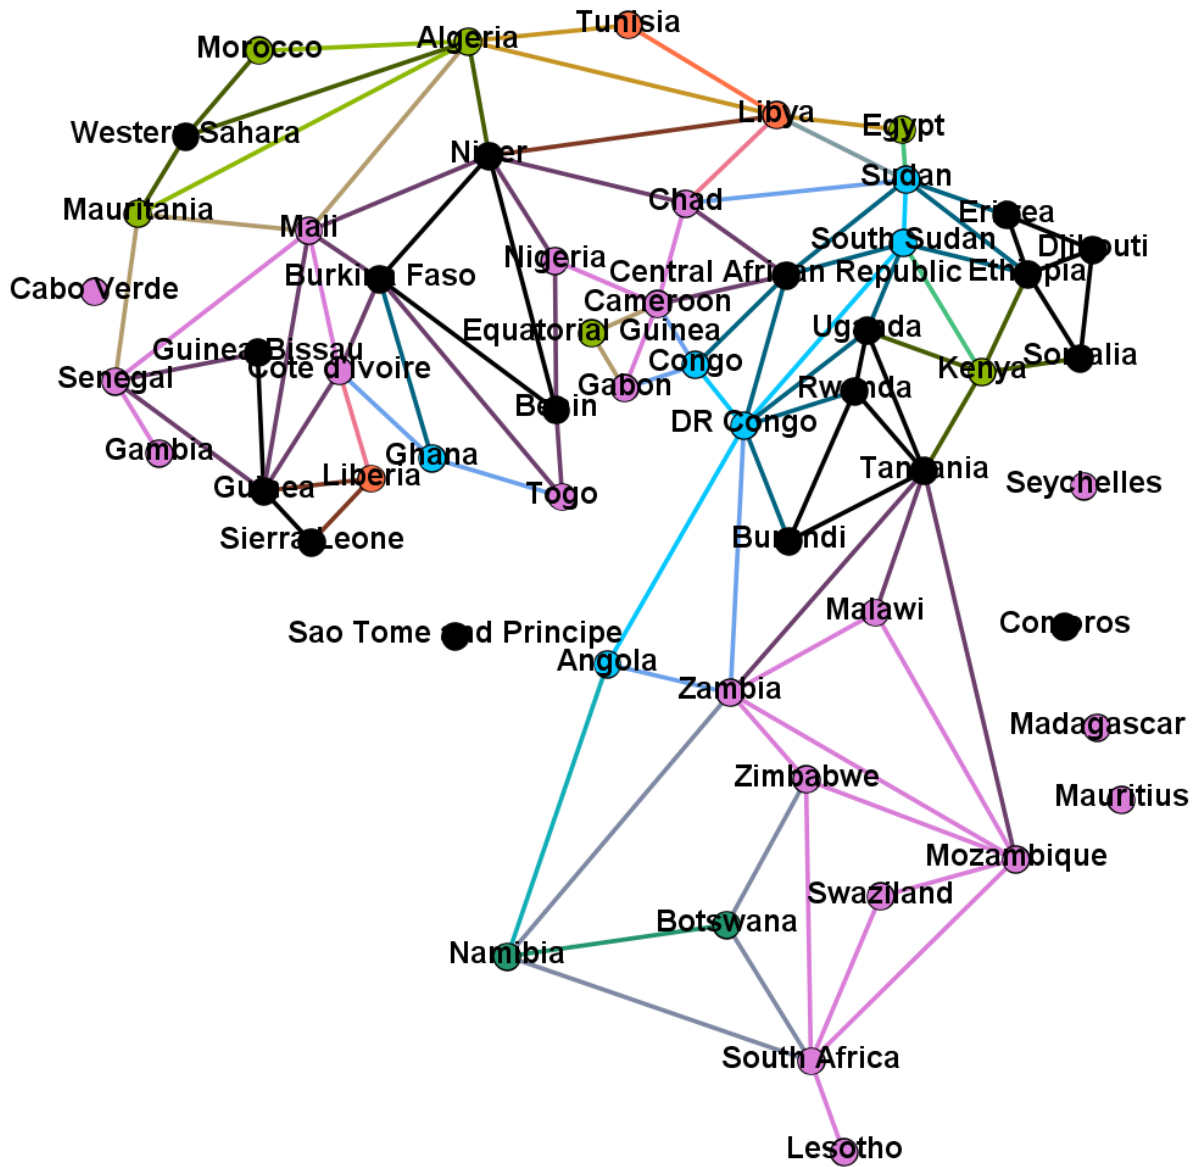 Tunisia
Algeria
Morocco
Libya
Egypt
Western Sahara
Niger
Sudan
Chad
Mauritania
Eritrea
Mali
South Sudan
Djibouti
Nigeria
Burkina Faso
Central African Republic
Ethiopia
Cabo Verde
Cameroon
Equatorial Guinea
Uganda
Guinea Bissau
Congo
Somalia
Cote d'Ivoire
Kenya
Senegal
Gabon
Rwanda
Benin
DR Congo
Gambia
Ghana
Tanzania
Liberia
Seychelles
Guinea
Togo
Sierra Leone
Burundi
Malawi
Comoros
Sao Tome and Principe
Angola
Zambia
Madagascar
Zimbabwe
Mauritius
Mozambique
Swaziland
Botswana
Namibia
South Africa
Lesotho